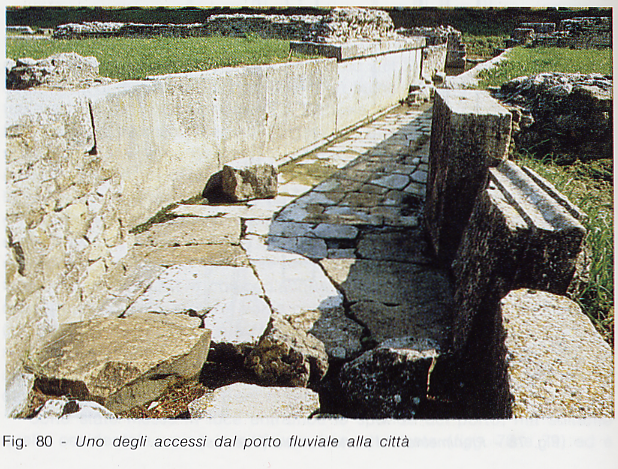 Fig. 80 - Uno degli accessi dal porto fluviale alla città